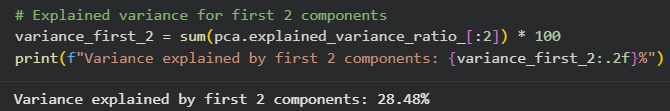 # Explained variance for first 2 components
variance_first_2 = sum(pca.explained_variance_ratio_[:2]) * 100
print(f"Variance explained by first 2 components: {variance_first_2:.2f}%")
Variance explained by first 2 components: 28.48%